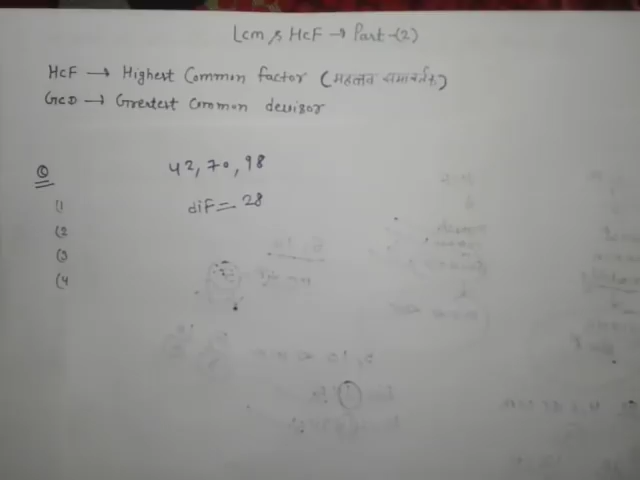 Lcm & HCF → Part-(2)
HCF → Highest Common factor (महत्तम समावर्तक)
GCD → Greatest Common devisor
Q 42, 70, 98
(1 dif = 28
(2
(3
(4